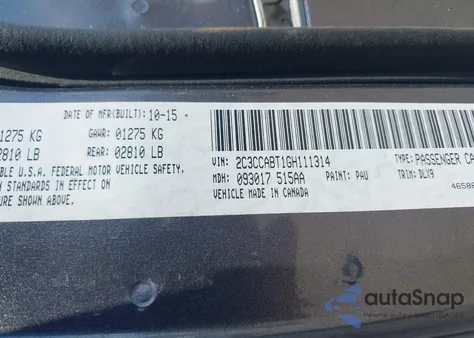 DATE OF MFR(BUILT): 10-15
1275 KG GAWR: 01275 KG
2810 LB REAR: 02810 LB
BLE U.S.A. FEDERAL MOTOR VEHICLE SAFETY,
N STANDARDS IN EFFECT ON
URE SHOWN ABOVE.
VIN: 2C3CCABT1GH111314 TYPE: PASSENGER CA
MDH: 093017 515AA PAINT: PAU TRIM: DLX9
VEHICLE MADE IN CANADA
4658
autoSnap